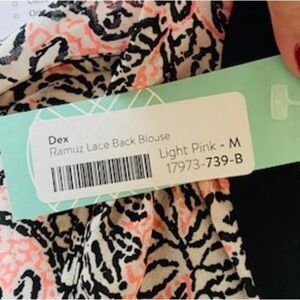 Dex
Ramuz Lace Back Blouse
Light Pink - M
17973-739-B